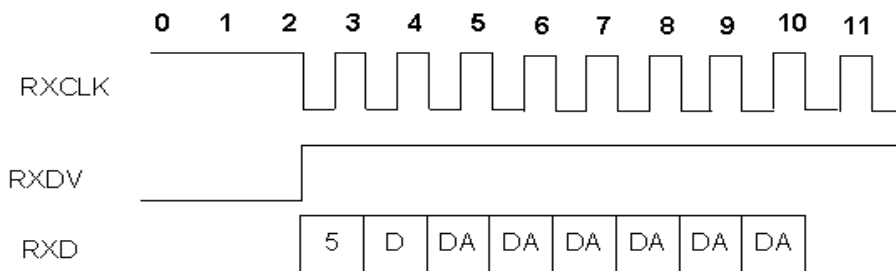 0 1 2 3 4 5 6 7 8 9 10 11
RXCLK
RXDV
RXD 5 D DA DA DA DA DA DA